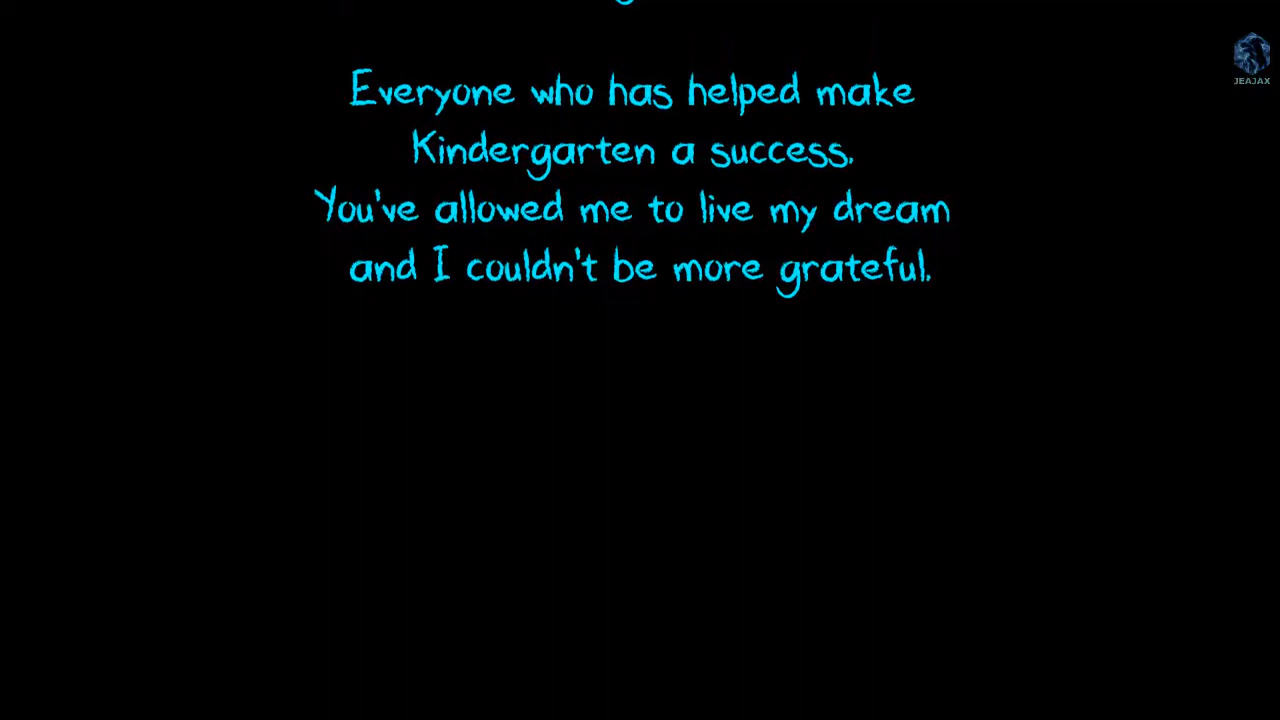 Everyone who has helped make
Kindergarten a success.
You've allowed me to live my dream
and I couldn't be more grateful.
JEAJAX